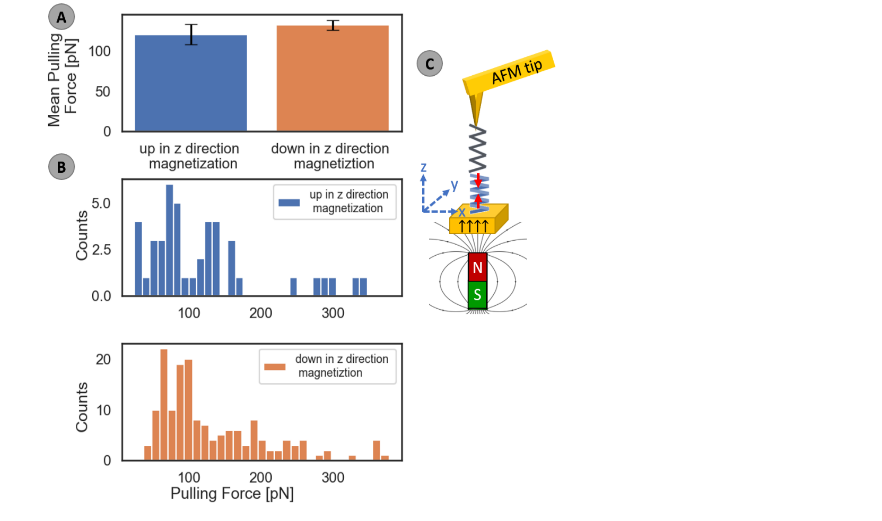 A
Mean Pulling
Force [pN]
100
50
0
up in z direction
magnetization
down in z direction
magnetiztion
B
Counts
5.0
2.5
0.0
up in z direction
magnetization
100
200
300
Counts
20
10
0
down in z direction
magnetiztion
100
200
300
Pulling Force [pN]
C
AFM tip
z
y
x
N
S